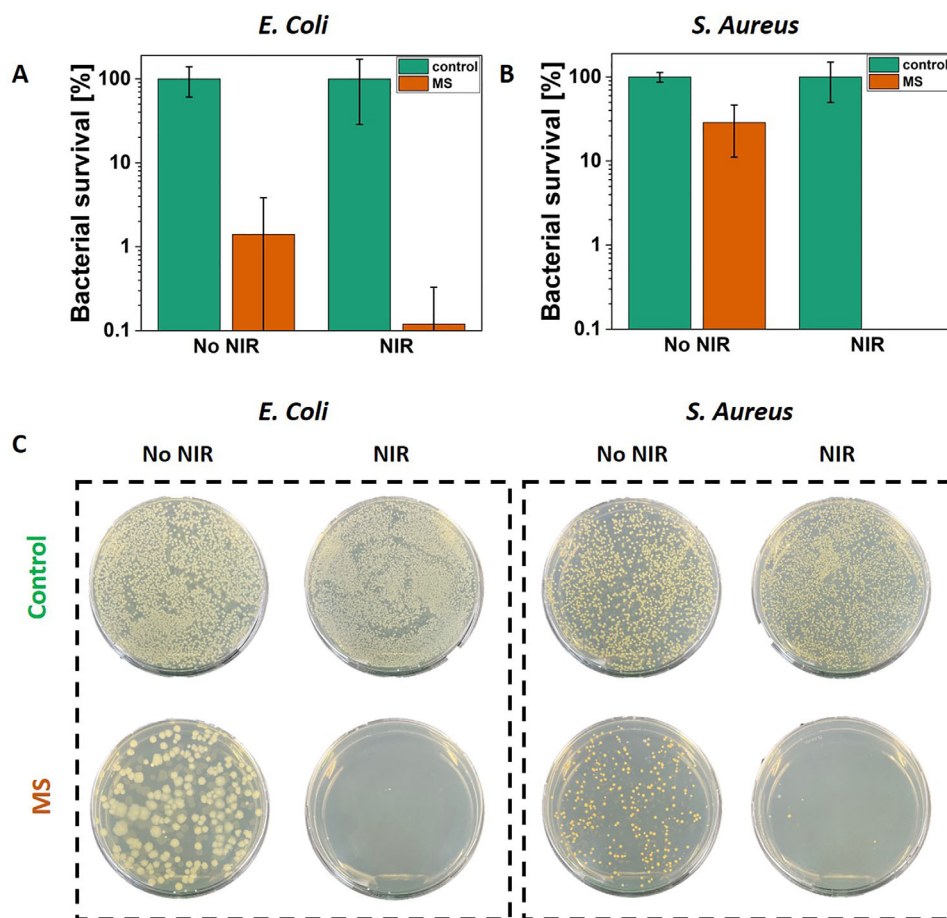 E. Coli
S. Aureus
A
Bacterial survival [%]
100
10
1
0.1
control
MS
No NIR
NIR
B
Bacterial survival [%]
100
10
1
0.1
control
MS
No NIR
NIR
C
E. Coli
S. Aureus
No NIR
NIR
No NIR
NIR
Control
MS